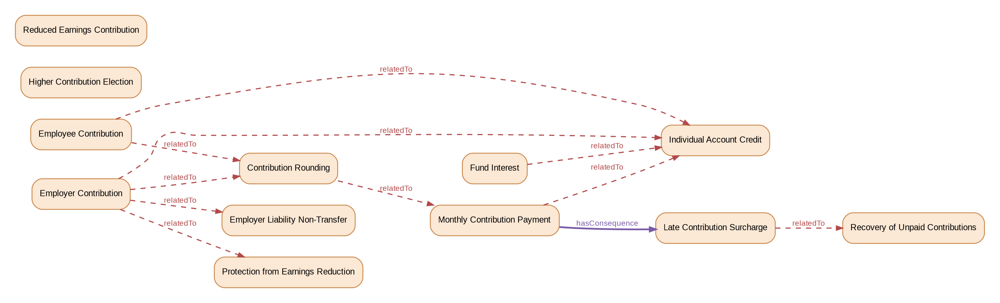 Reduced Earnings Contribution
relatedTo
Higher Contribution Election
relatedTo
Employee Contribution
Individual Account Credit
relatedTo
relatedTo
relatedTo
Contribution Rounding
Fund Interest
relatedTo
relatedTo
Employer Contribution
relatedTo
relatedTo
Employer Liability Non-Transfer
Monthly Contribution Payment
relatedTo
hasConsequence
Late Contribution Surcharge
relatedTo
Recovery of Unpaid Contributions
Protection from Earnings Reduction